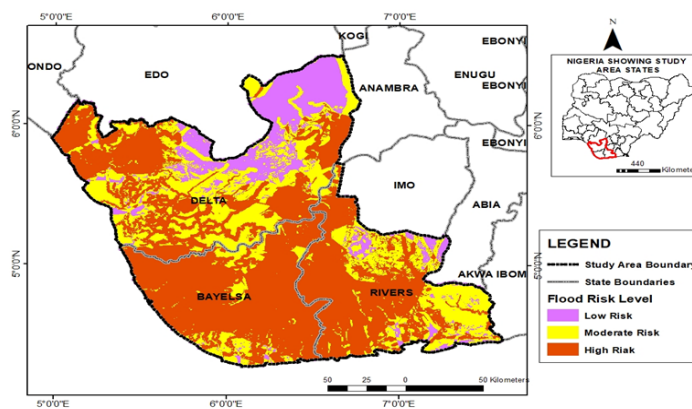 5°0'0"E
6°0'0"E
7°0'0"E
N
KOGI
EBONYI
ONDO
EDO
ANAMBRA
ENUGU
EBONYI
NIGERIA SHOWING STUDY
AREA STATES
6°0'0"N
6°0'0"N
EBONYI
440
Kilometers
IMO
ABIA
DELTA
LEGEND
Study Area Boundary
State Boundaries
5°0'0"N
5°0'0"N
AKWA IBOM
BAYELSA
RIVERS
Flood Risk Level
Low Risk
Moderate Risk
High Riak
50 25 0 50 Kilometers
5°0'0"E
6°0'0"E
7°0'0"E